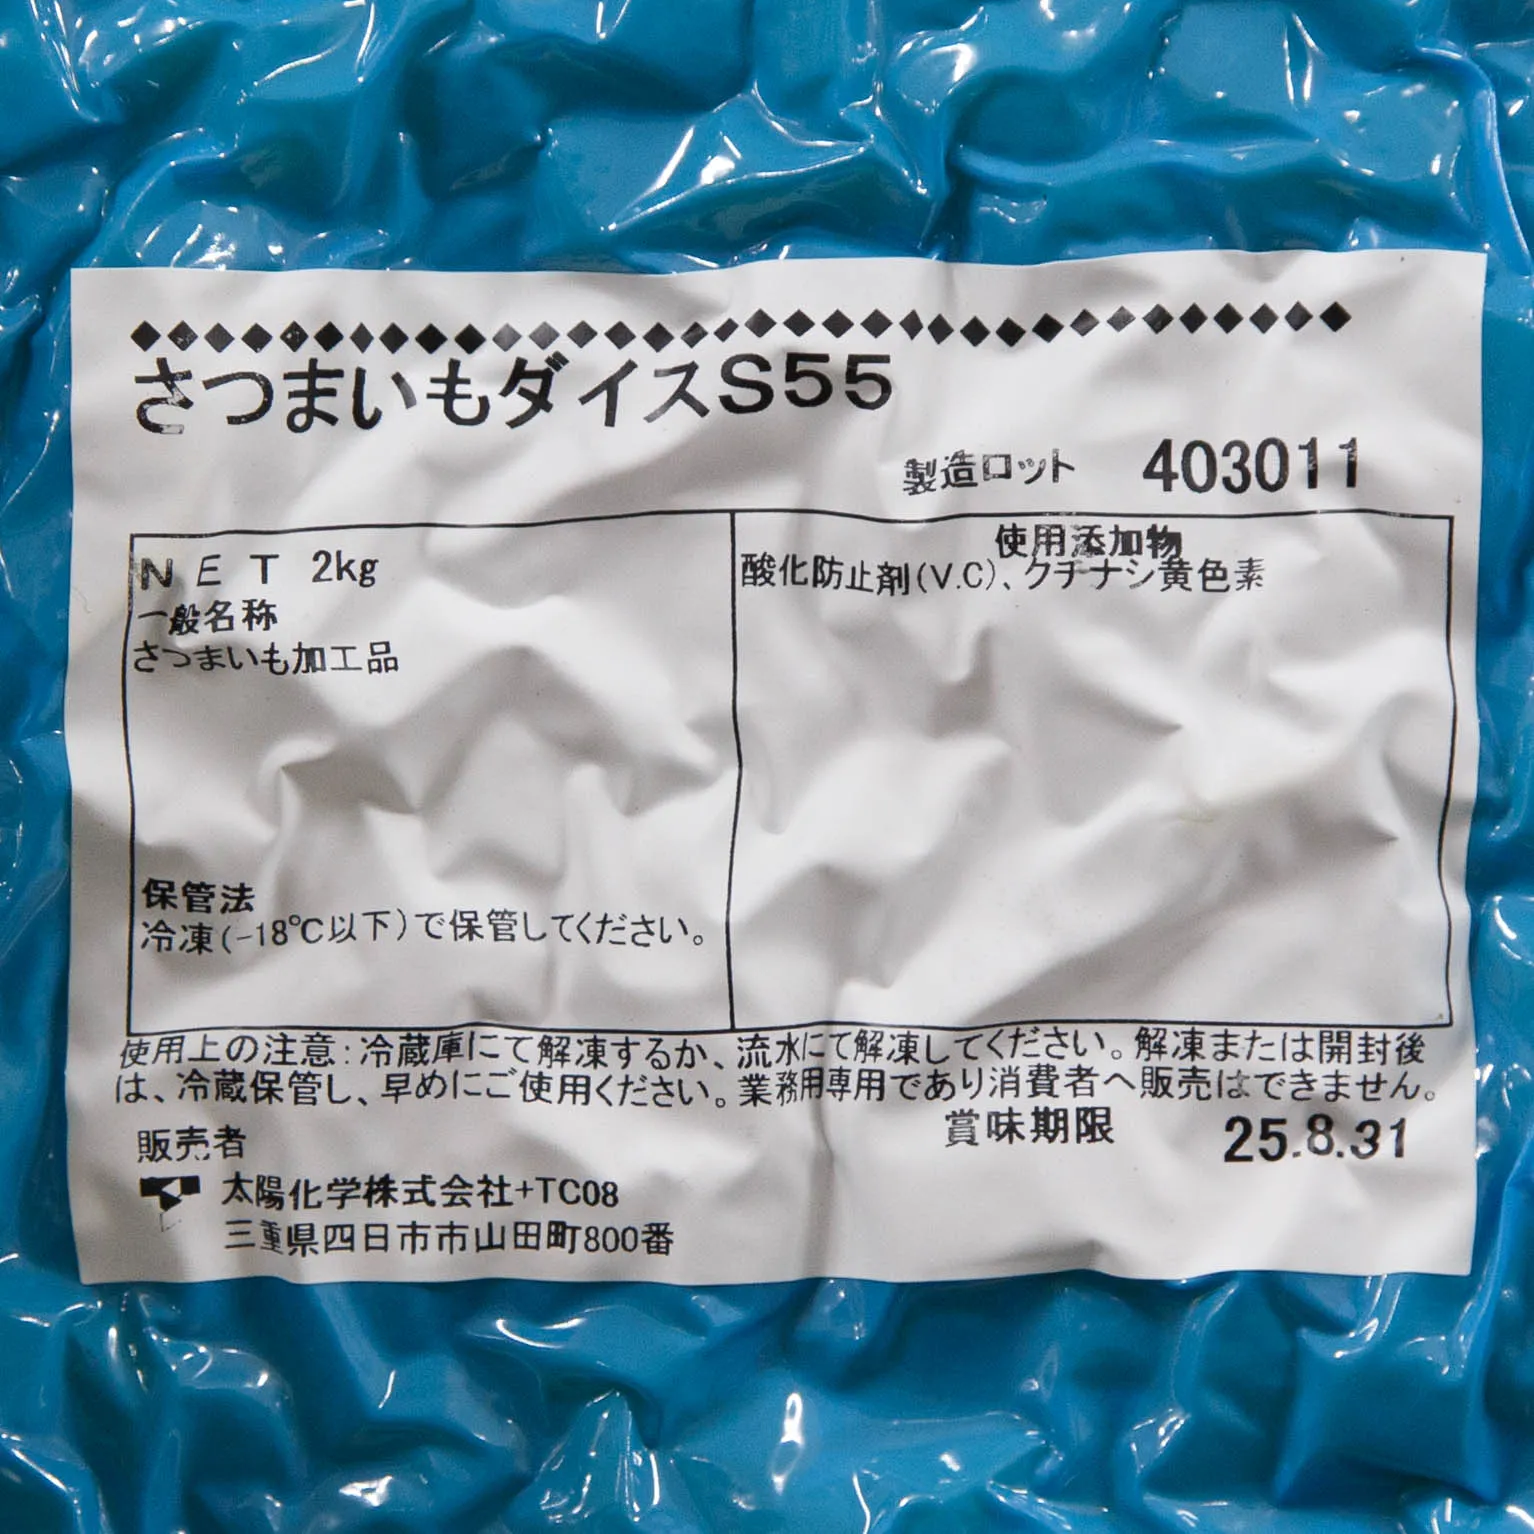 さつまいもダイスS55
製造ロット 403011
NET 2kg
一般名称
さつまいも加工品
保管法
冷凍(-18℃以下)で保管してください。
使用添加物
酸化防止剤(V.C)、クチナシ黄色素
使用上の注意:冷蔵庫にて解凍するか、流水にて解凍してください。解凍または開封後
は、冷蔵保管し、早めにご使用ください。業務用専用であり消費者へ販売はできません。
賞味期限 25.8.31
販売者
太陽化学株式会社+TC08
三重県四日市市山田町800番